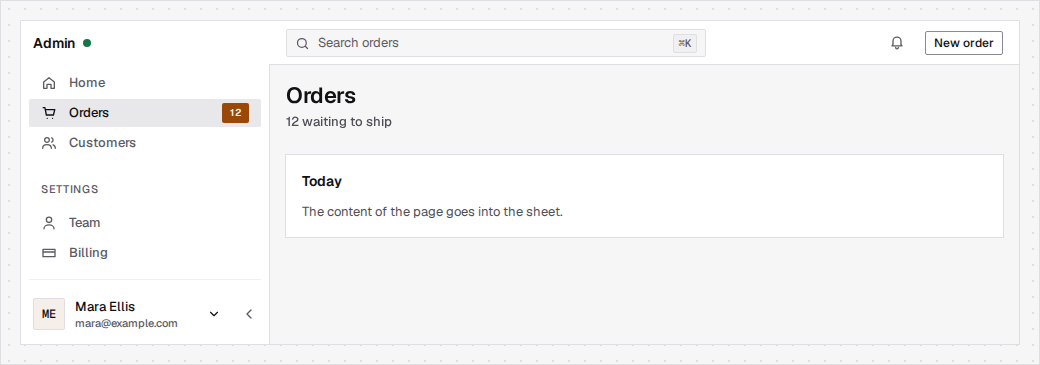 Admin
Search orders
⌘K
New order
Home
Orders
12
Customers
SETTINGS
Team
Billing
ME
Mara Ellis
mara@example.com
Orders
12 waiting to ship
Today
The content of the page goes into the sheet.